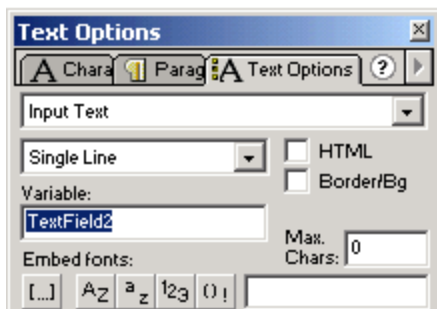 Text Options
A Chara Parag A Text Options ?
Input Text
Single Line HTML
Border/Bg
Variable:
TextField2
Max.
Chars: 0
Embed fonts:
[...] AZ az 123 ()!